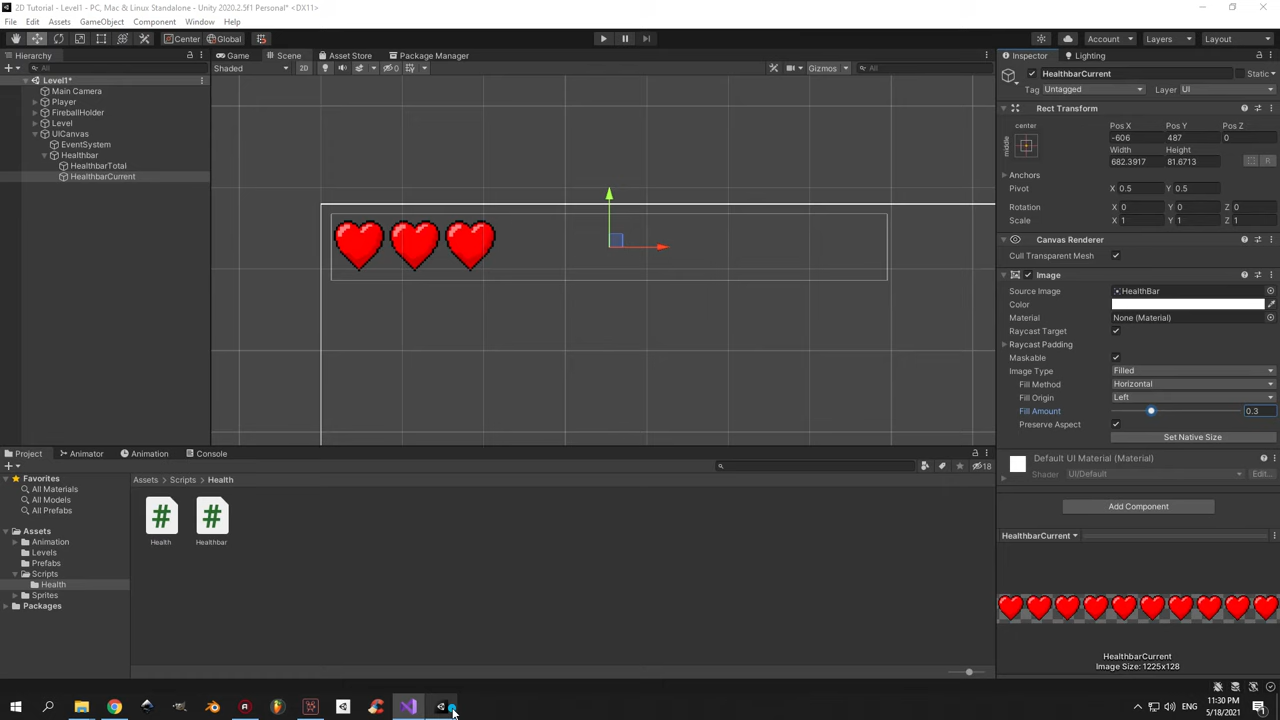 2D Tutorial - Level1 - PC, Mac & Linux Standalone - Unity 2020.2.5f1 Personal* <DX11>
File Edit Assets GameObject Component Window Help
Center Global Account Layers Layout
Hierarchy Game Scene Asset Store Package Manager Inspector Lighting
All Shaded 2D 0 Gizmos All HealthbarCurrent Static
Level1* Tag Untagged Layer UI
Main Camera
Player
FireballHolder
Level
UICanvas
EventSystem
Healthbar
HealthbarTotal
HealthbarCurrent
Rect Transform
center Pos X Pos Y Pos Z
middle -606 487 0
Width Height
682.3917 81.6713 R
Anchors
Pivot X 0.5 Y 0.5
Rotation X 0 Y 0 Z 0
Scale X 1 Y 1 Z 1
Canvas Renderer
Cull Transparent Mesh
Image
Source Image HealthBar
Color
Material None (Material)
Raycast Target
Raycast Padding
Maskable
Image Type Filled
Fill Method Horizontal
Fill Origin Left
Fill Amount 0.3
Preserve Aspect
Set Native Size
Default UI Material (Material)
Shader UI/Default Edit...
Add Component
HealthbarCurrent
HealthbarCurrent
Image Size: 1225x128
Project Animator Animation Console
18
Favorites
All Materials
All Models
All Prefabs
Assets
Animation
Levels
Prefabs
Scripts
Health
Sprites
Packages
Assets > Scripts > Health
# #
Health Healthbar
ENG
11:30 PM
5/18/2021
1